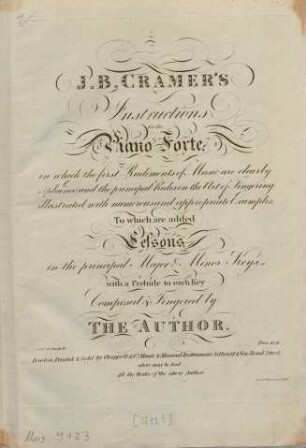 J. B. CRAMER'S
Instructions
Piano Forte;
in which the first Rudiments of Music are clearly
explained and the principal Rules on the Art of Fingering
illustrated with numerous and appropriate Examples
To which are added
Lessons
in the principal Major & Minor Keys
with a Prelude to each Key
Composed & Fingered by
THE AUTHOR.
London, Printed & Sold by Chappell & Co. Music & Musical Instrument Sellers 124 New Bond Street
where may be had
all the Works of the above Author
Mus 9123